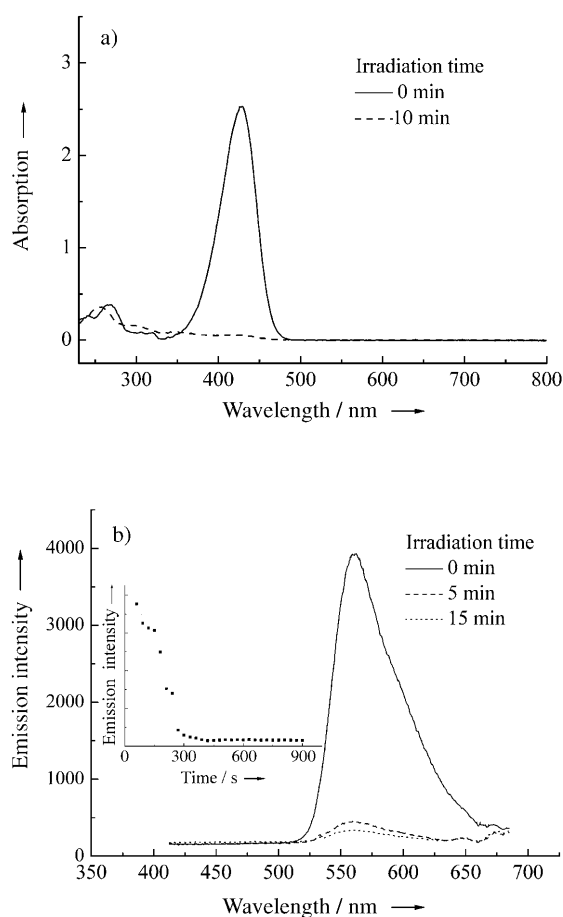 a)
3
Irradiation time
0 min
10 min
2
Absorption
1
0
300 400 500 600 700 800
Wavelength / nm
b)
4000
Irradiation time
0 min
5 min
15 min
3000
Emission intensity
Emission intensity
2000
0 300 600 900
Time / s
1000
0
350 400 450 500 550 600 650 700
Wavelength / nm